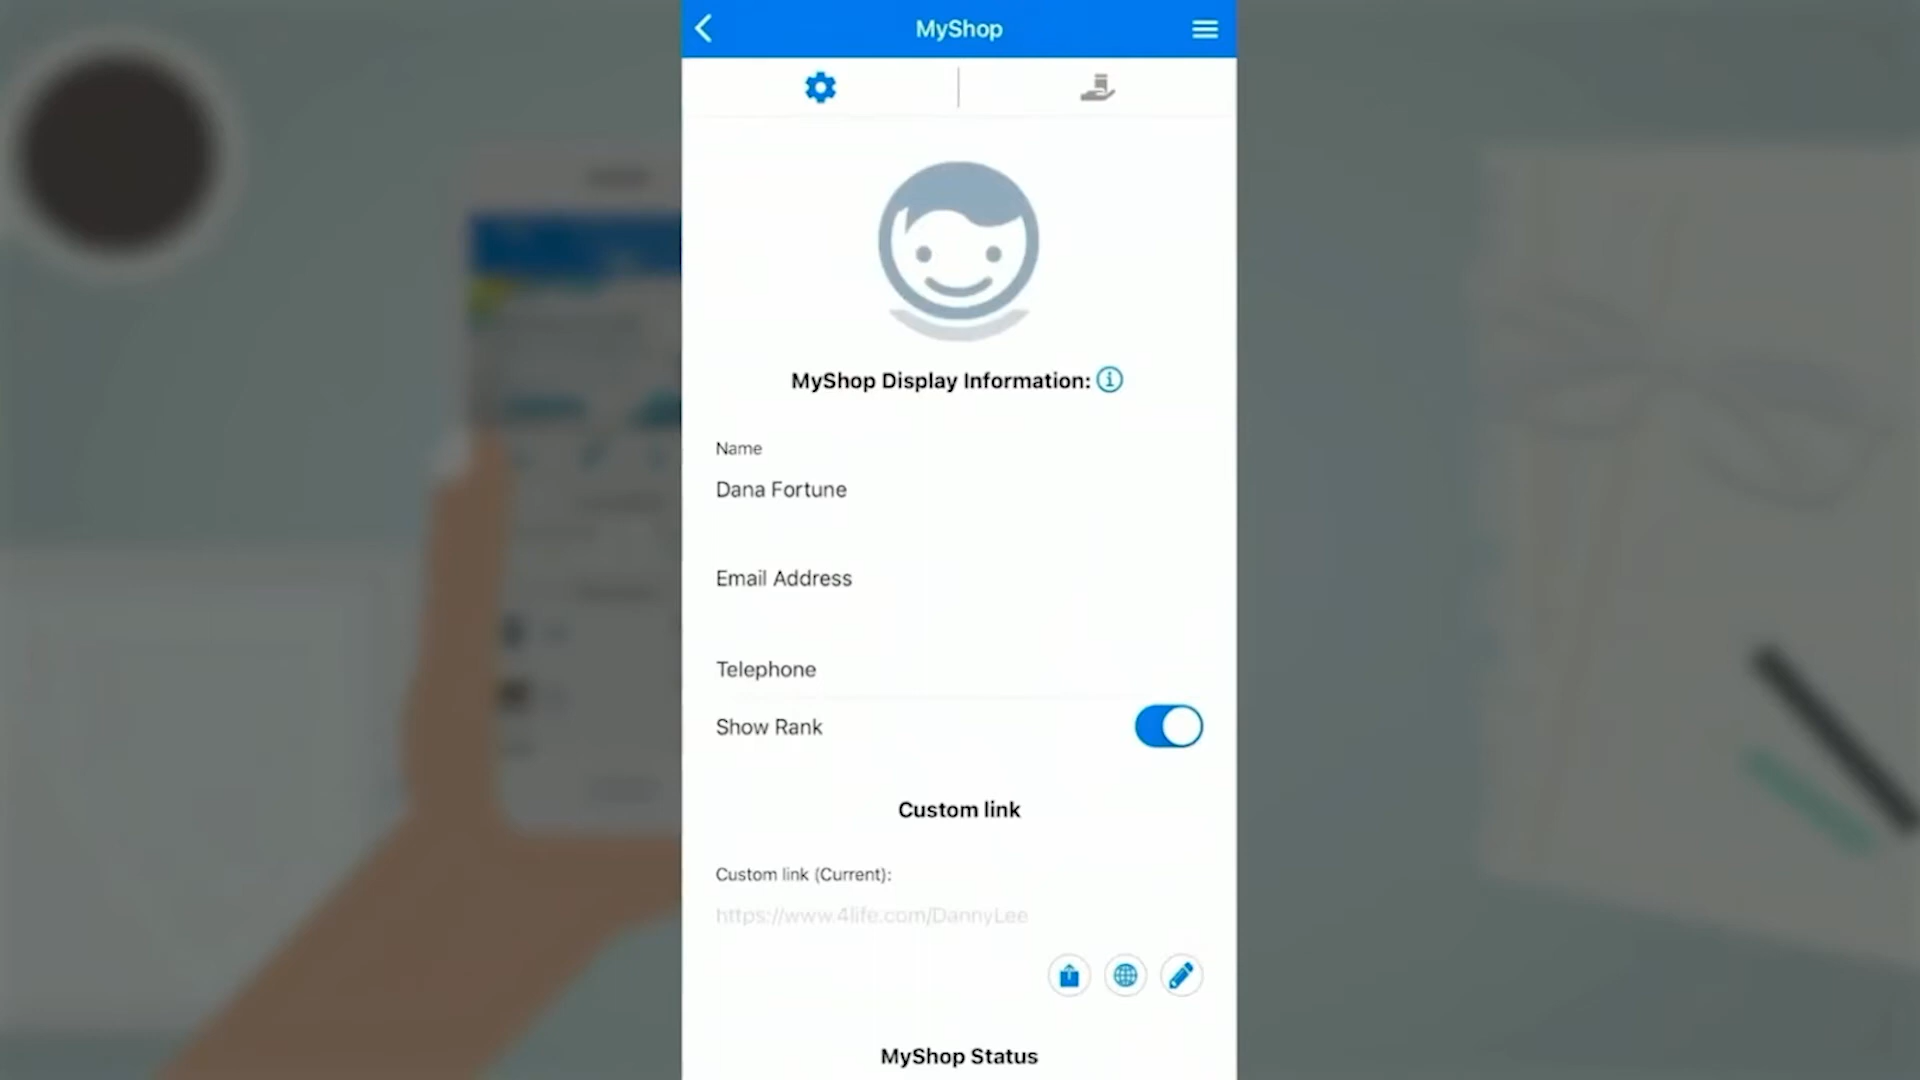 MyShop
MyShop Display Information:
Name
Dana Fortune
Email Address
Telephone
Show Rank
Custom link
Custom link (Current):
https://www.4life.com/DannyLee
MyShop Status